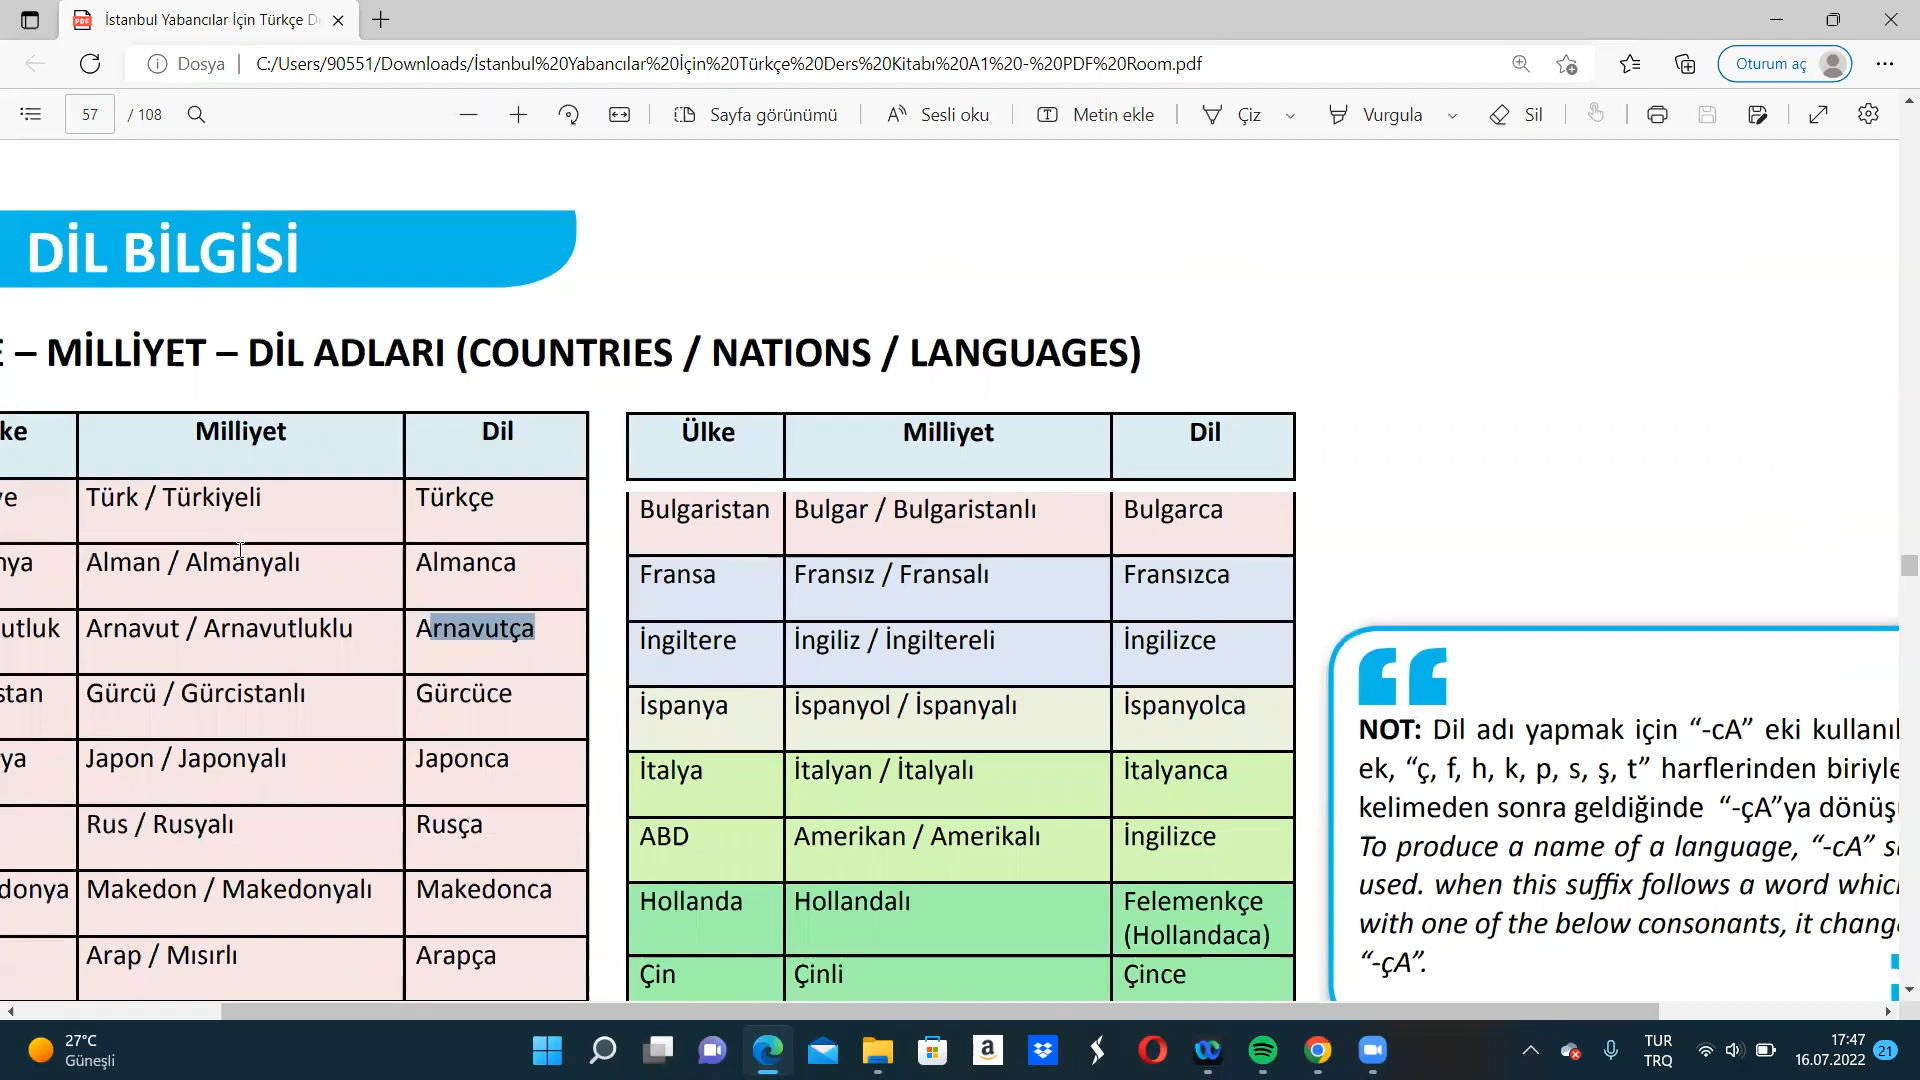 İstanbul Yabancılar İçin Türkçe D
Dosya
C:/Users/90551/Downloads/İstanbul%20Yabancılar%20İçin%20Türkçe%20Ders%20Kitabı%20A1%20-%20PDF%20Room.pdf
Oturum aç
57 / 108
Sayfa görünümü
Sesli oku
Metin ekle
Çiz
Vurgula
Sil
DİL BİLGİSİ
E – MİLLİYET – DİL ADLARI (COUNTRIES / NATIONS / LANGUAGES)
ke Milliyet Dil
ye Türk / Türkiyeli Türkçe
nya Alman / Almanyalı Almanca
utluk Arnavut / Arnavutluklu Arnavutça
stan Gürcü / Gürcistanlı Gürcüce
ya Japon / Japonyalı Japonca
Rus / Rusyalı Rusça
donya Makedon / Makedonyalı Makedonca
Arap / Mısırlı Arapça
Ülke Milliyet Dil
Bulgaristan Bulgar / Bulgaristanlı Bulgarca
Fransa Fransız / Fransalı Fransızca
İngiltere İngiliz / İngiltereli İngilizce
İspanya İspanyol / İspanyalı İspanyolca
İtalya İtalyan / İtalyalı İtalyanca
ABD Amerikan / Amerikalı İngilizce
Hollanda Hollandalı Felemenkçe
(Hollandaca)
Çin Çinli Çince
NOT: Dil adı yapmak için “-cA” eki kullanıl
ek, “ç, f, h, k, p, s, ş, t” harflerinden biriyle
kelimeden sonra geldiğinde “-çA”ya dönüşü
To produce a name of a language, “-cA” s
used. when this suffix follows a word whic
with one of the below consonants, it chang
“-çA”.
27°C
Güneşli
TUR
TRQ
17:47
16.07.2022
21